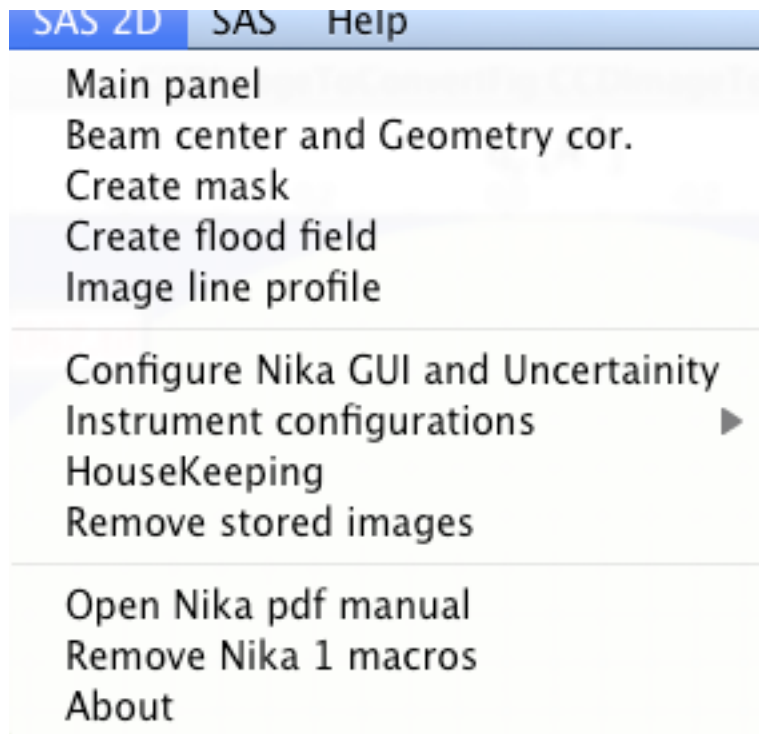 SAS 2D SAS Help
Main panel
Beam center and Geometry cor.
Create mask
Create flood field
Image line profile
Configure Nika GUI and Uncertainity
Instrument configurations
HouseKeeping
Remove stored images
Open Nika pdf manual
Remove Nika 1 macros
About